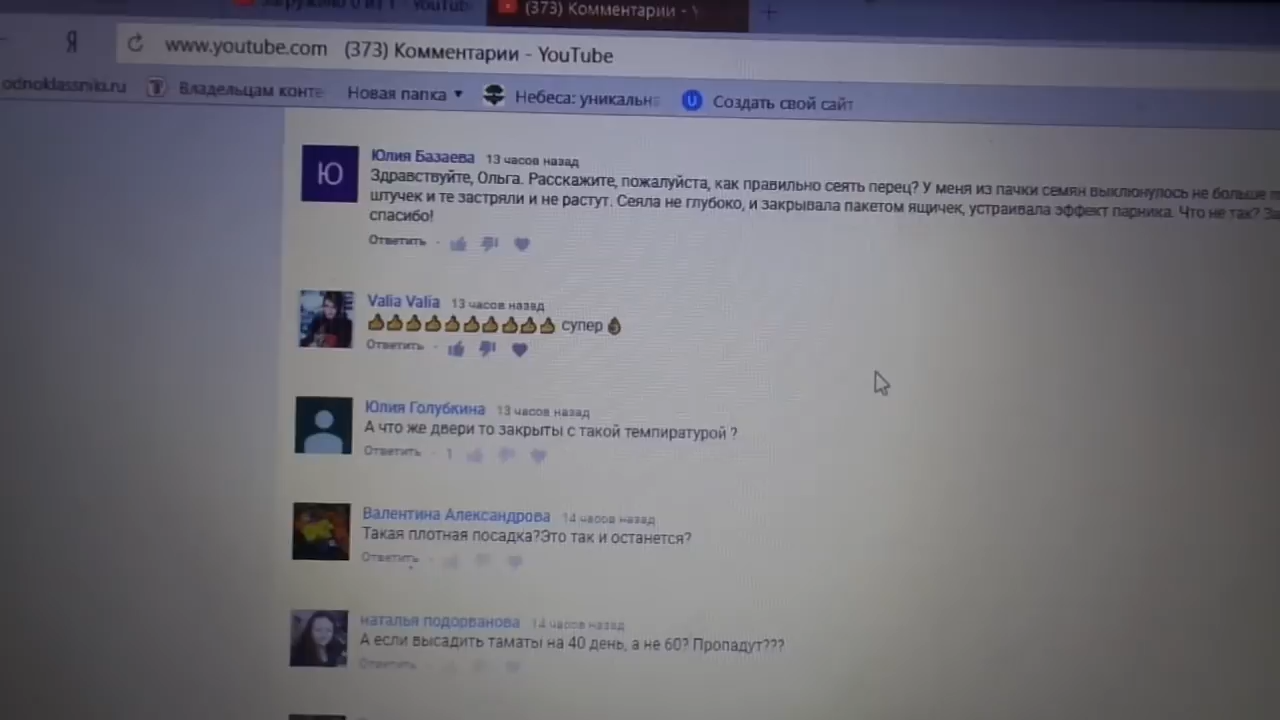 (373) Комментарии -
www.youtube.com (373) Комментарии - YouTube
odnoklassniki.ru Владельцам конте Новая папка Небеса: уникальн Создать свой сайт
Ю
Юлия Базаева 13 часов назад
Здравствуйте, Ольга. Расскажите, пожалуйста, как правильно сеять перец? У меня из пачки семян выклюнулось не больше
штучек и те застряли и не растут. Сеяла не глубоко, и закрывала пакетом ящичек, устраивала эффект парника. Что не так?
спасибо!
Ответить
Valia Valia 13 часов назад
супер
Ответить
Юлия Голубкина 13 часов назад
А что же двери то закрыты с такой темпиратурой ?
Ответить 1
Валентина Александрова 14 часов назад
Такая плотная посадка?Это так и останется?
Ответить
наталья подорванова 14 часов назад
А если высадить таматы на 40 день, а не 60? Пропадут???
Ответить